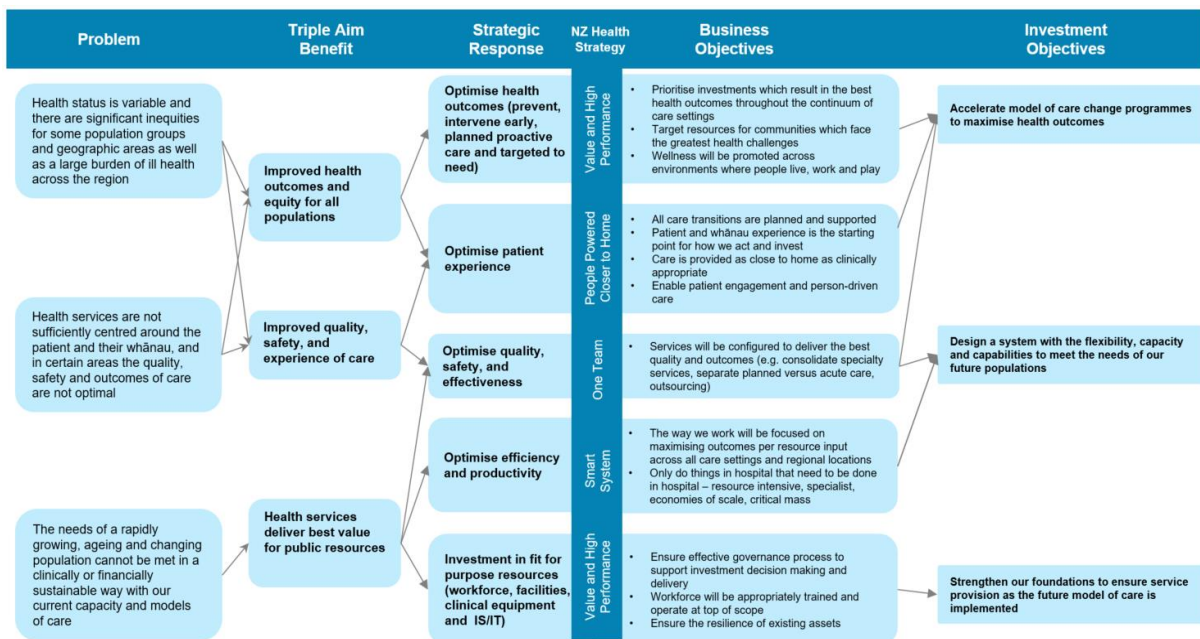 Problem
Triple Aim
Benefit
Strategic
Response
NZ Health
Strategy
Business
Objectives
Investment
Objectives
Health status is variable and
there are significant inequities
for some population groups
and geographic areas as well
as a large burden of ill health
across the region
Health services are not
sufficiently centred around the
patient and their whānau, and
in certain areas the quality,
safety and outcomes of care
are not optimal
The needs of a rapidly
growing, ageing and changing
population cannot be met in a
clinically or financially
sustainable way with our
current capacity and models
of care
Improved health
outcomes and
equity for all
populations
Improved quality,
safety, and
experience of care
Health services
deliver best value
for public resources
Optimise health
outcomes (prevent,
intervene early,
planned proactive
care and targeted to
need)
Optimise patient
experience
Optimise quality,
safety, and
effectiveness
Optimise efficiency
and productivity
Investment in fit for
purpose resources
(workforce, facilities,
clinical equipment
and IS/IT)
Value and High
Performance
People Powered
Closer to Home
One Team
Smart
System
Value and High
Performance
• Prioritise investments which result in the best
health outcomes throughout the continuum of
care settings
• Target resources for communities which face
the greatest health challenges
• Wellness will be promoted across
environments where people live, work and play
• All care transitions are planned and supported
• Patient and whānau experience is the starting
point for how we act and invest
• Care is provided as close to home as clinically
appropriate
• Enable patient engagement and person-driven
care
• Services will be configured to deliver the best
quality and outcomes (e.g. consolidate specialty
services, separate planned versus acute care,
outsourcing)
• The way we work will be focused on
maximising outcomes per resource input
across all care settings and regional locations
• Only do things in hospital that need to be done
in hospital – resource intensive, specialist,
economies of scale, critical mass
• Ensure effective governance process to
support investment decision making and
delivery
• Workforce will be appropriately trained and
operate at top of scope
• Ensure the resilience of existing assets
Accelerate model of care change programmes
to maximise health outcomes
Design a system with the flexibility, capacity
and capabilities to meet the needs of our
future populations
Strengthen our foundations to ensure service
provision as the future model of care is
implemented